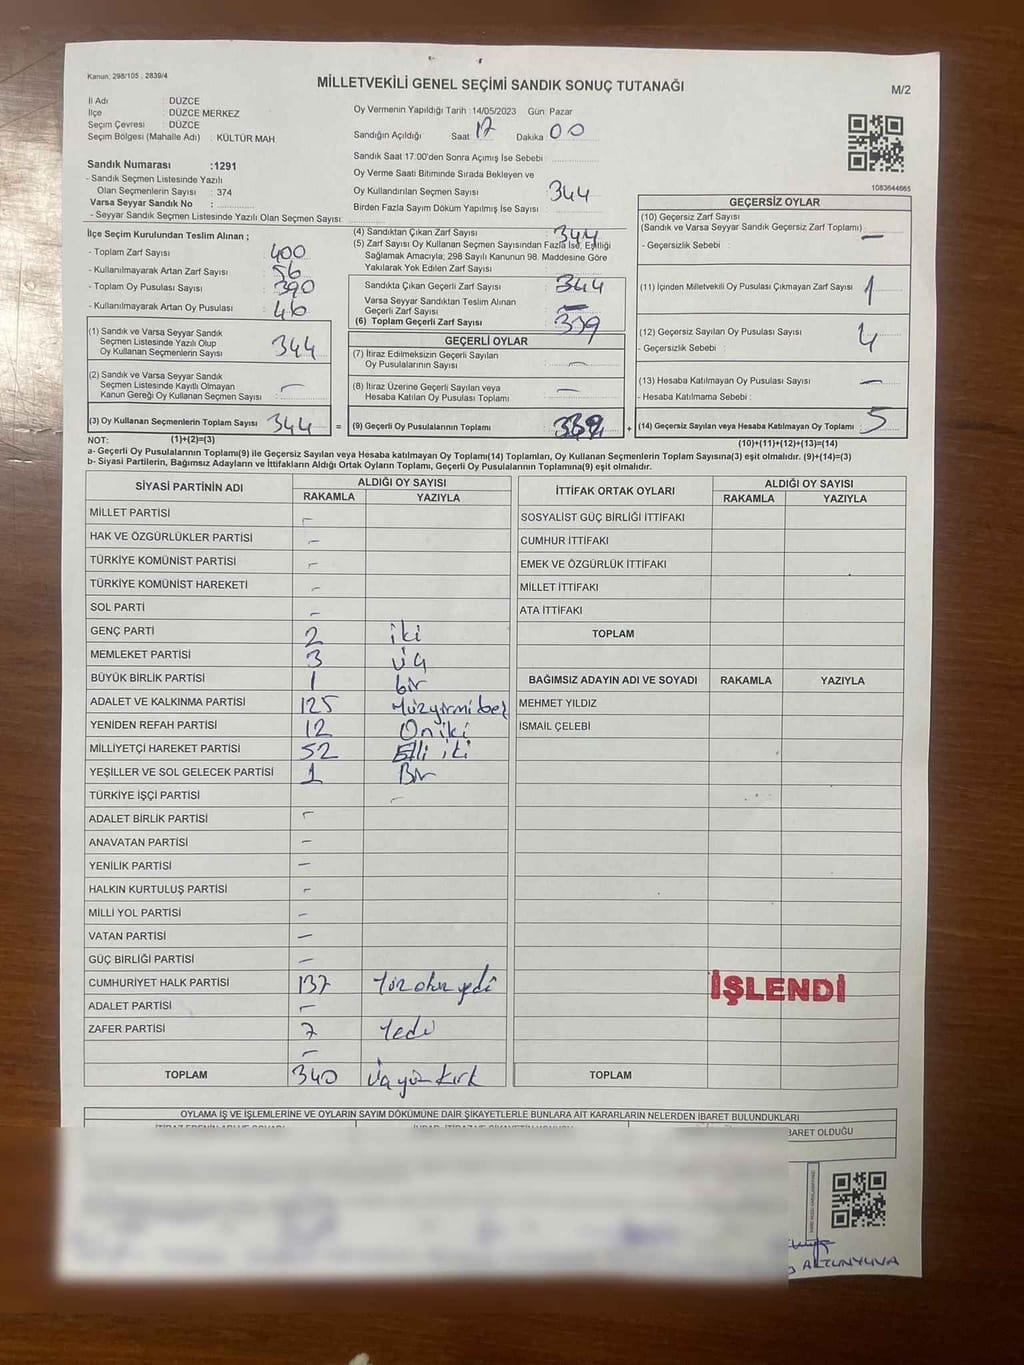 Kanun, 298/105 , 2839/4
MİLLETVEKİLİ GENEL SEÇİMİ SANDIK SONUÇ TUTANAĞI
M/2
İl Adı : DÜZCE
İlçe : DÜZCE MERKEZ
Seçim Çevresi : DÜZCE
Seçim Bölgesi (Mahalle Adı) : KÜLTÜR MAH.
Oy Vermenin Yapıldığı Tarih :14/05/2023 Gün: Pazar
Sandığın Açıldığı Saat: 17 Dakika 00
Sandık Saat 17:00'den Sonra Açımış İse Sebebi
1083644665
Sandık Numarası :1291
- Sandık Seçmen Listesinde Yazılı
Olan Seçmenlerin Sayısı : 374
Varsa Seyyar Sandık No :
- Seyyar Sandık Seçmen Listesinde Yazılı Olan Seçmen Sayısı:
Oy Verme Saati Bitiminde Sırada Bekleyen ve
Oy Kullandırılan Seçmen Sayısı 344
Birden Fazla Sayım Döküm Yapılmış İse Sayısı
İlçe Seçim Kurulundan Teslim Alınan ;
- Toplam Zarf Sayısı : 400
- Kullanılmayarak Artan Zarf Sayısı : 56
- Toplam Oy Pusulası Sayısı : 390
- Kullanılmayarak Artan Oy Pusulası : 46
(4) Sandıktan Çıkan Zarf Sayısı : 344
(5) Zarf Sayısı Oy Kullanan Seçmen Sayısından Fazla İse, Eşitliği
Sağlamak Amacıyla; 298 Sayılı Kanunun 98. Maddesine Göre
Yakılarak Yok Edilen Zarf Sayısı :
Sandıkta Çıkan Geçerli Zarf Sayısı : 344
Varsa Seyyar Sandıktan Teslim Alınan
Geçerli Zarf Sayısı : –
(6) Toplam Geçerli Zarf Sayısı : 339
(1) Sandık ve Varsa Seyyar Sandık
Seçmen Listesinde Yazılı Olup
Oy Kullanan Seçmenlerin Sayısı : 344
(2) Sandık ve Varsa Seyyar Sandık
Seçmen Listesinde Kayıtlı Olmayan
Kanun Gereği Oy Kullanan Seçmen Sayısı : –
(3) Oy Kullanan Seçmenlerin Toplam Sayısı 344 =
GEÇERLİ OYLAR
(7) İtiraz Edilmeksizin Geçerli Sayılan
Oy Pusulalarının Sayısı : –
(8) İtiraz Üzerine Geçerli Sayılan veya
Hesaba Katılan Oy Pusulası Toplamı : –
(9) Geçerli Oy Pusulalarının Toplamı : +
GEÇERSİZ OYLAR
(10) Geçersiz Zarf Sayısı
(Sandık ve Varsa Seyyar Sandık Geçersiz Zarf Toplamı) –
- Geçersizlik Sebebi :
(11) İçinden Milletvekili Oy Pusulası Çıkmayan Zarf Sayısı 1
(12) Geçersiz Sayılan Oy Pusulası Sayısı : 4
- Geçersizlik Sebebi :
(13) Hesaba Katılmayan Oy Pusulası Sayısı : –
- Hesaba Katılmama Sebebi :
(14) Geçersiz Sayılan veya Hesaba Katılmayan Oy Toplamı : 5
NOT: (1)+(2)=(3)
(10)+(11)+(12)+(13)=(14)
a- Geçerli Oy Pusulalarının Toplamı(9) ile Geçersiz Sayılan veya Hesaba katılmayan Oy Toplamı(14) Toplamları, Oy Kullanan Seçmenlerin Toplam Sayısına(3) eşit olmalıdır. (9)+(14)=(3)
b- Siyasi Partilerin, Bağımsız Adayların ve İttifakların Aldığı Ortak Oyların Toplamı, Geçerli Oy Pusulalarının Toplamına(9) eşit olmalıdır.
SİYASİ PARTİNİN ADI ALDIĞI OY SAYISI
RAKAMLA YAZIYLA
MİLLET PARTİSİ –
HAK VE ÖZGÜRLÜKLER PARTİSİ –
TÜRKİYE KOMÜNİST PARTİSİ –
TÜRKİYE KOMÜNİST HAREKETİ –
SOL PARTİ –
GENÇ PARTİ 2 iki
MEMLEKET PARTİSİ 3 üç
BÜYÜK BİRLİK PARTİSİ 1 bir
ADALET VE KALKINMA PARTİSİ 125 Yüzyirmi beş
YENİDEN REFAH PARTİSİ 12 Oniki
MİLLİYETÇİ HAREKET PARTİSİ 52 Elli iki
YEŞİLLER VE SOL GELECEK PARTİSİ 1 Bir
TÜRKİYE İŞÇİ PARTİSİ –
ADALET BİRLİK PARTİSİ –
ANAVATAN PARTİSİ –
YENİLİK PARTİSİ –
HALKIN KURTULUŞ PARTİSİ –
MİLLİ YOL PARTİSİ –
VATAN PARTİSİ –
GÜÇ BİRLİĞİ PARTİSİ –
CUMHURİYET HALK PARTİSİ 137 Yüz otuz yedi
ADALET PARTİSİ –
ZAFER PARTİSİ 7 Yedi
–
TOPLAM 340 üçyüz kırk
İTTİFAK ORTAK OYLARI ALDIĞI OY SAYISI
RAKAMLA YAZIYLA
SOSYALİST GÜÇ BİRLİĞİ İTTİFAKI
CUMHUR İTTİFAKI
EMEK VE ÖZGÜRLÜK İTTİFAKI
MİLLET İTTİFAKI
ATA İTTİFAKI
TOPLAM
BAĞIMSIZ ADAYIN ADI VE SOYADI RAKAMLA YAZIYLA
MEHMET YILDIZ
İSMAİL ÇELEBİ
İŞLENDİ
TOPLAM
OYLAMA İŞ VE İŞLEMLERİNE VE OYLARIN SAYIM DÖKÜMÜNE DAİR ŞİKAYETLERLE BUNLARA AİT KARARLARIN NELERDEN İBARET BULUNDUKLARI
BARET OLDUĞU
ALTUNYUVA